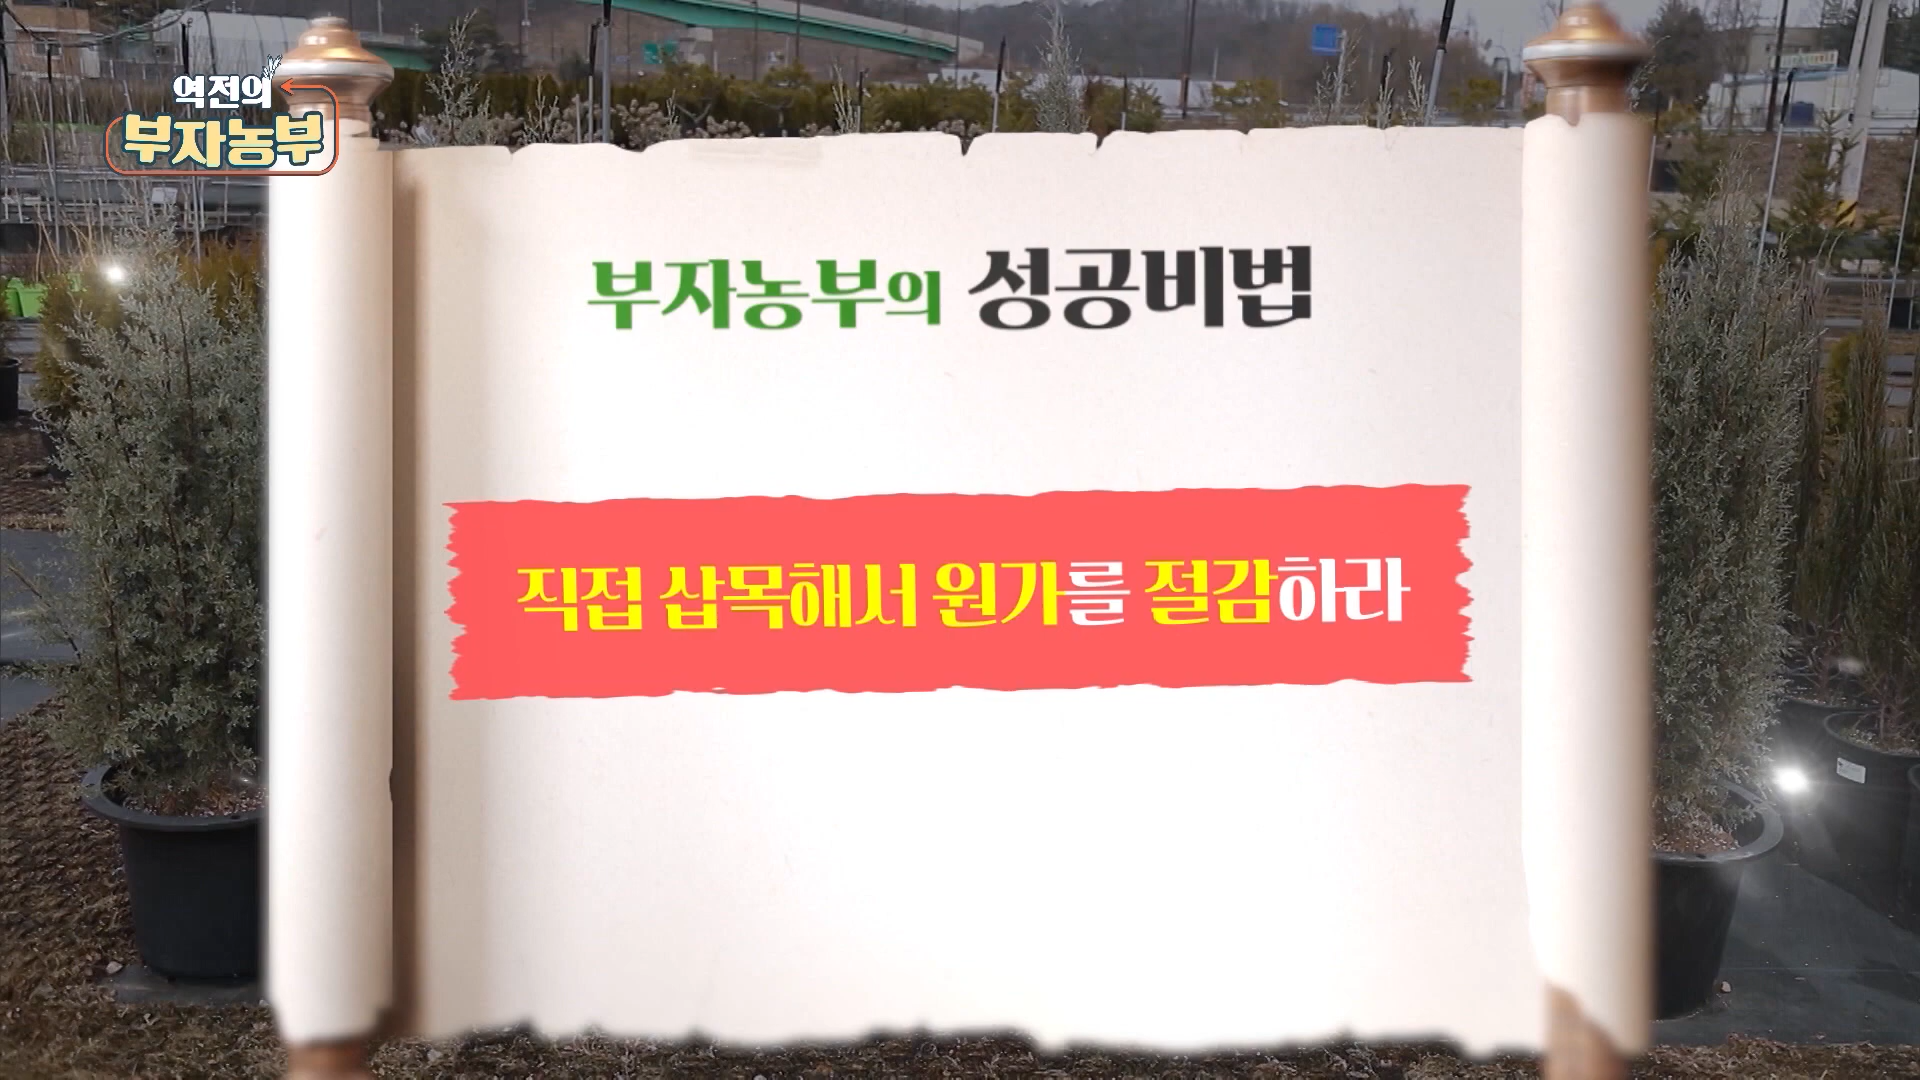 역전의
부자농부
부자농부의 성공비법
직접 삽목해서 원가를 절감하라